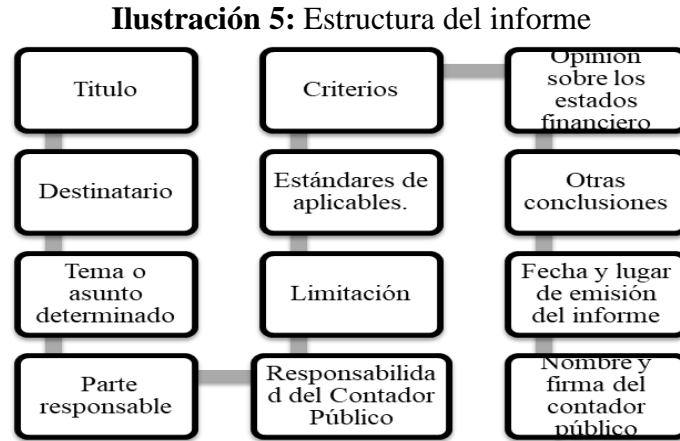 Ilustración 5: Estructura del informe
Titulo
Destinatario
Tema o
asunto
determinado
Parte
responsable
Responsabilida
d del Contador
Público
Limitación
Estándares de
aplicables.
Criterios
Opinión
sobre los
estados
financiero
Otras
conclusiones
Fecha y lugar
de emisión
del informe
Nombre y
firma del
contador
público